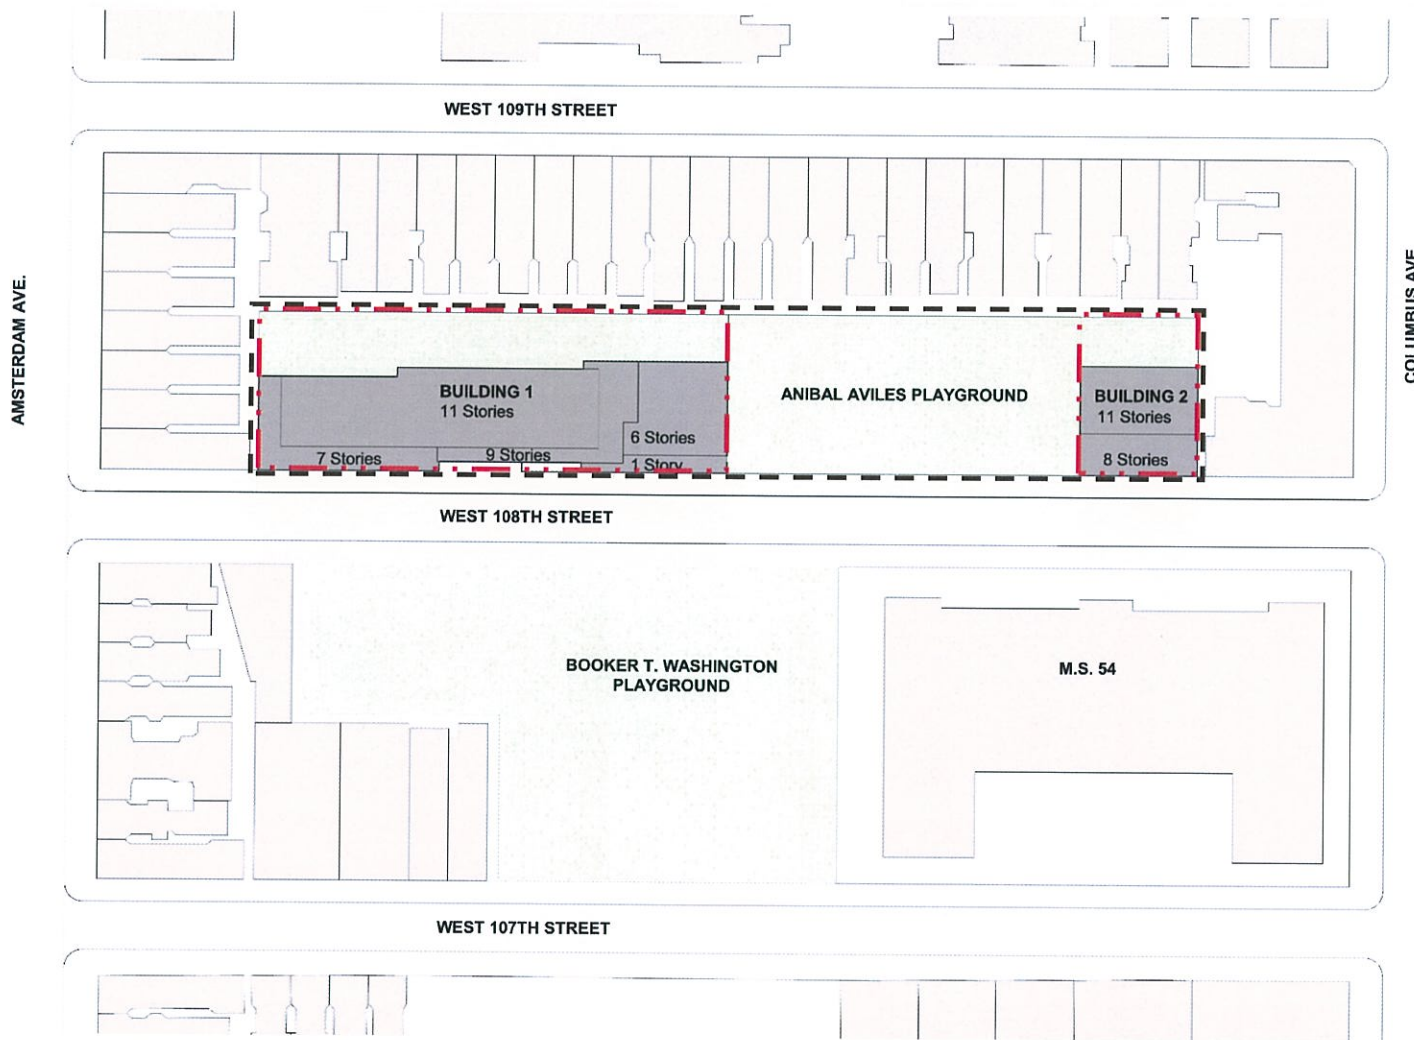 WEST 109TH STREET
AMSTERDAM AVE.
COLUMBUS AVE
BUILDING 1
11 Stories
7 Stories
9 Stories
6 Stories
1 Story
ANIBAL AVILES PLAYGROUND
BUILDING 2
11 Stories
8 Stories
WEST 108TH STREET
BOOKER T. WASHINGTON
PLAYGROUND
M.S. 54
WEST 107TH STREET